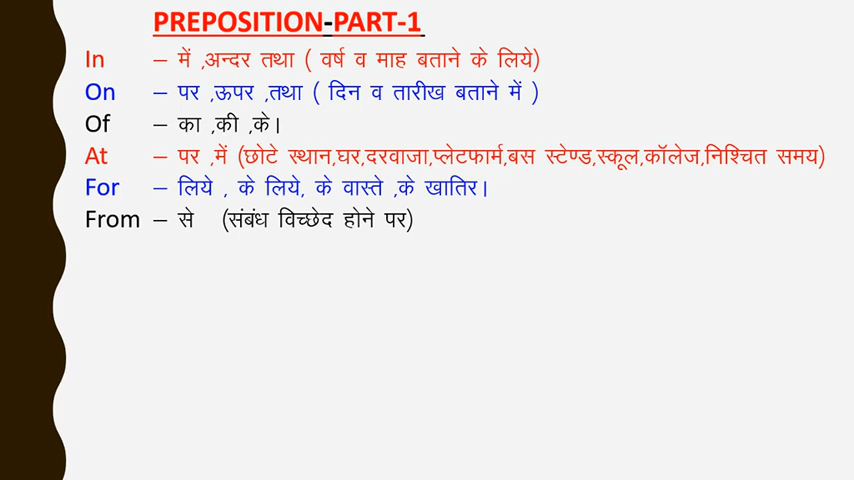 PREPOSITION-PART-1
In – में ,अन्दर तथा ( वर्ष व माह बताने के लिये)
On – पर ,ऊपर ,तथा ( दिन व तारीख बताने में )
Of – का ,की ,के।
At – पर ,में (छोटे स्थान,घर,दरवाजा,प्लेटफार्म,बस स्टेण्ड,स्कूल,कॉलेज,निश्चित समय)
For – लिये , के लिये, के वास्ते ,के खातिर।
From – से (संबंध विच्छेद होने पर)